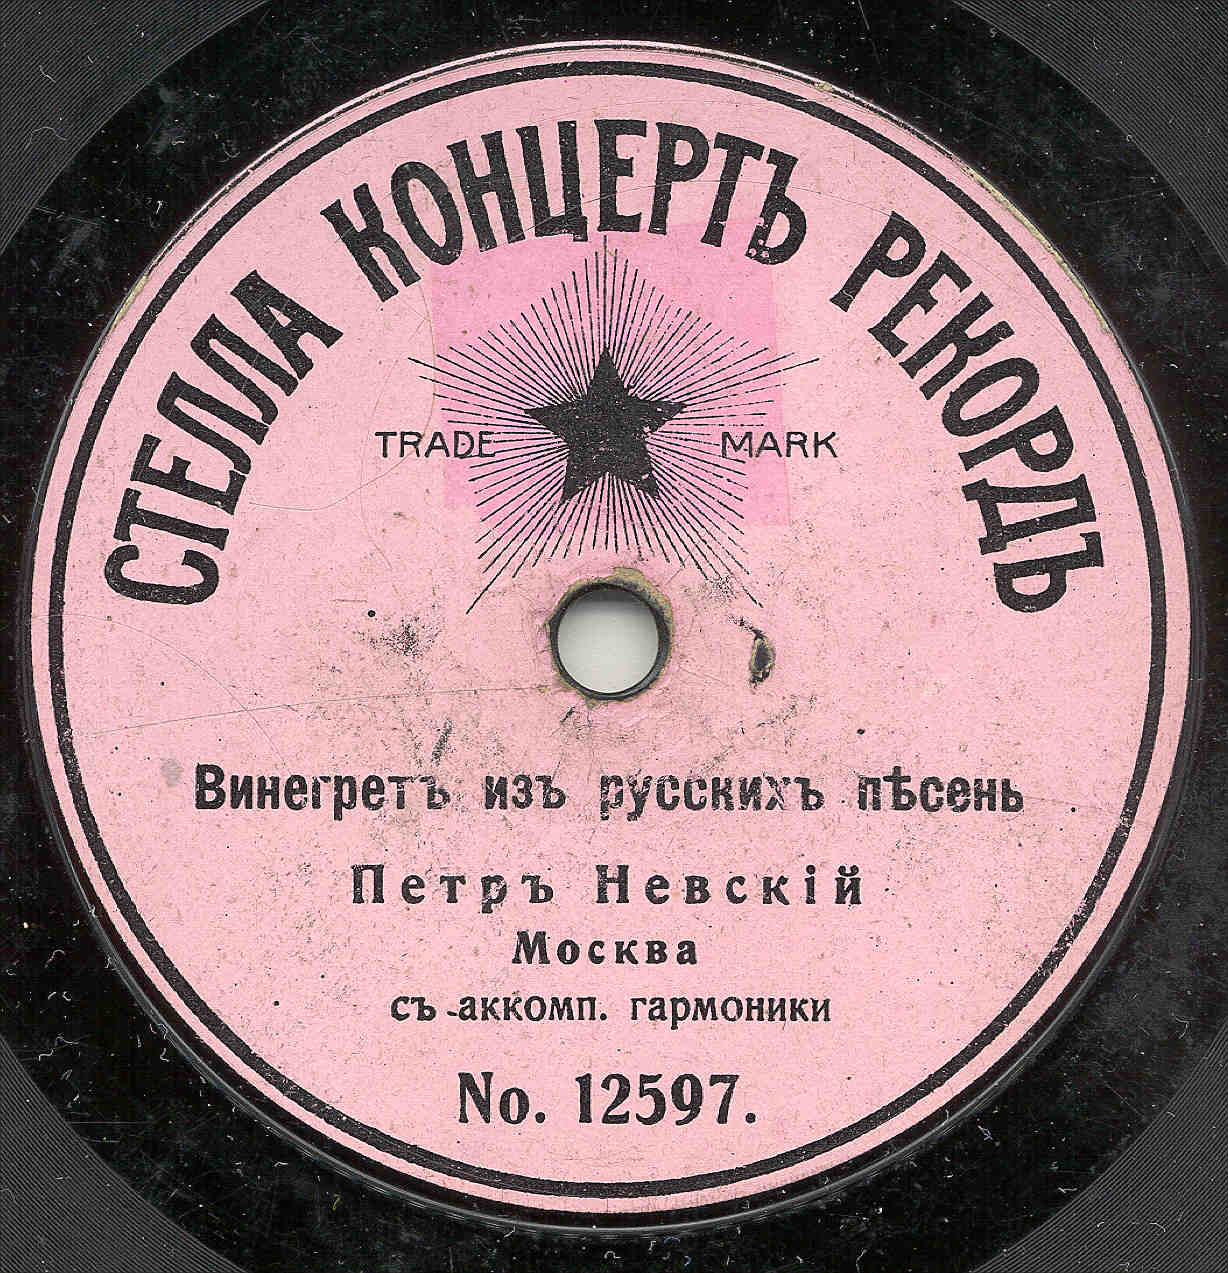 СТЕЛЛА КОНЦЕРТЪ РЕКОРДЪ
TRADE MARK
Винегретъ изъ русскихъ пѣсень
Петръ Невскій
Москва
съ аккомп. гармоники
No. 12597.